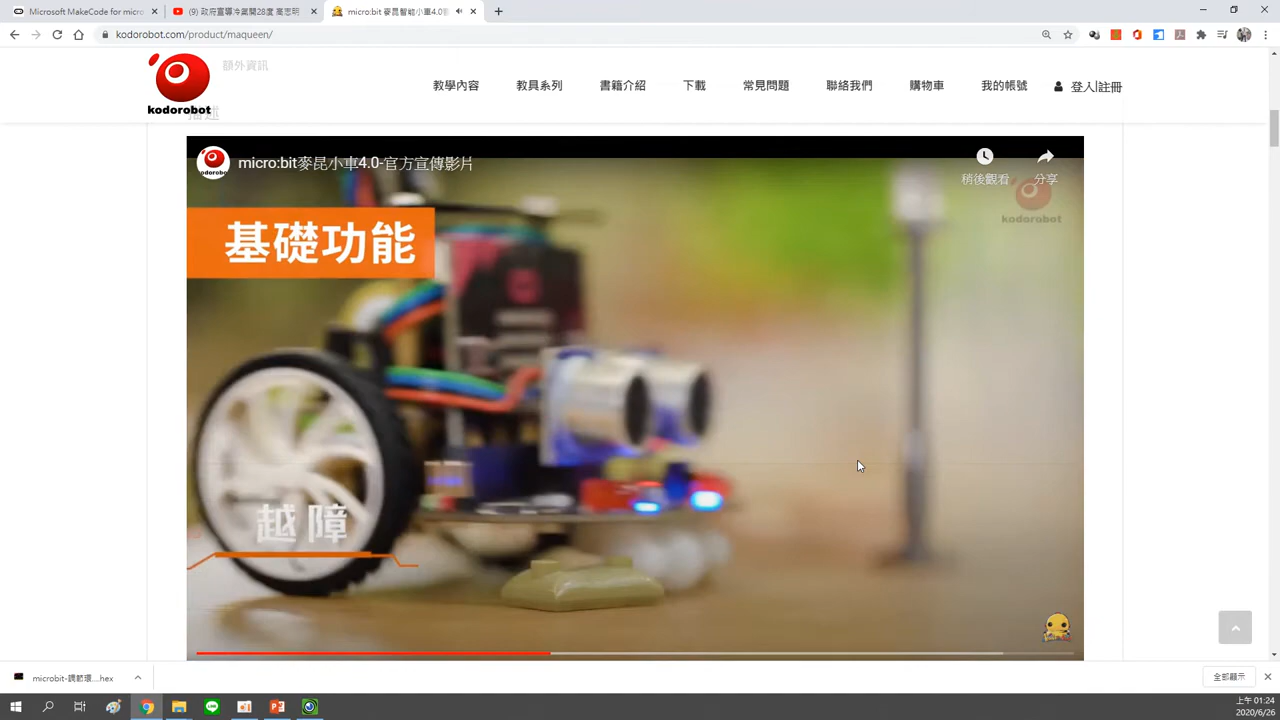 Microsoft MakeCode for micro
(9) 政府宣導冷氣開28度 風志明
micro:bit 麥昆智能小車4.0
kodorobot.com/product/maqueen/
額外資訊
kodorobot
描述
教學內容
教具系列
書籍介紹
下載
常見問題
聯絡我們
購物車
我的帳號
登入|註冊
micro:bit麥昆小車4.0-官方宣傳影片
稍後觀看
分享
kodorobot
基礎功能
越障
microbit-調節環....hex
全部顯示
上午 01:24
2020/6/26